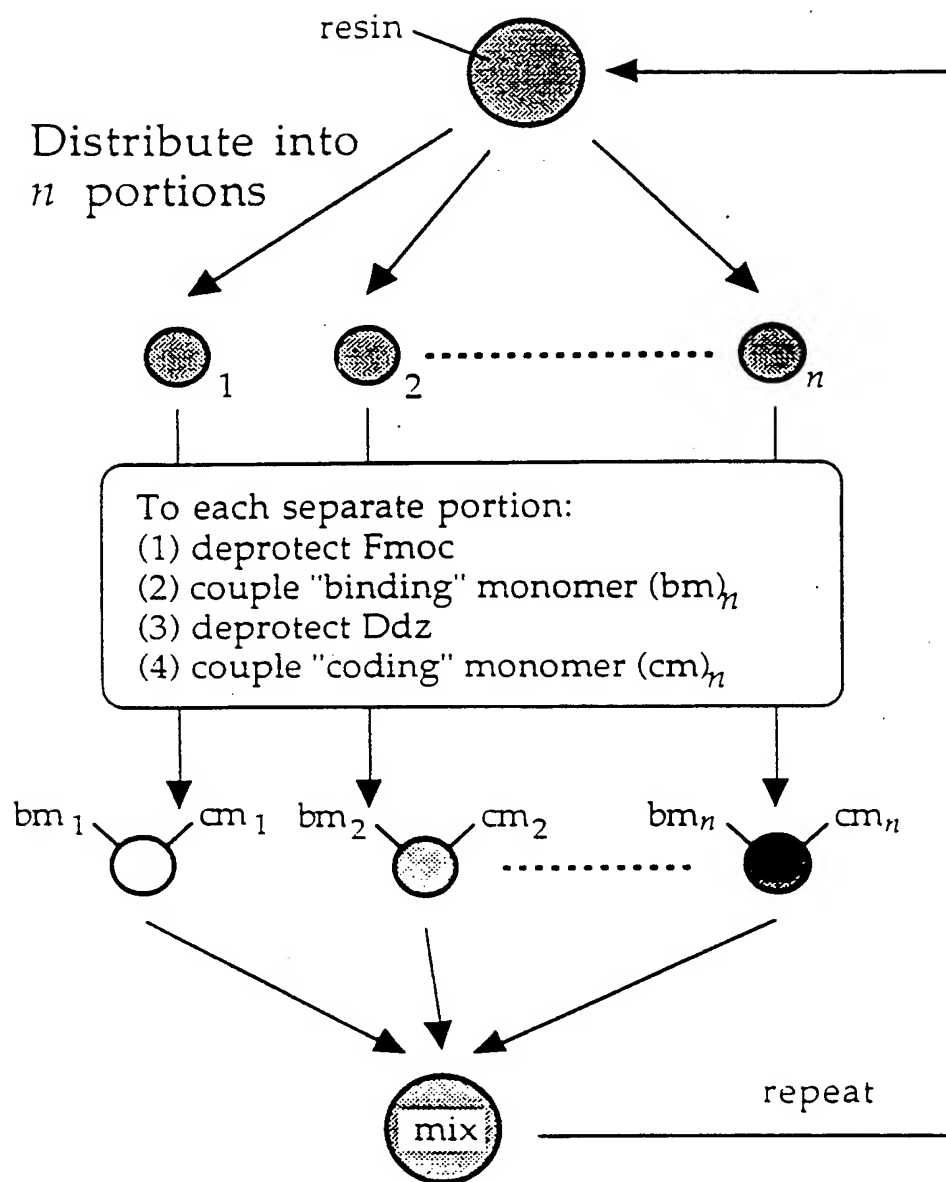 resin
Distribute into
n portions
1
2
n
To each separate portion:
(1) deprotect Fmoc
(2) couple "binding" monomer (bm)n
(3) deprotect Ddz
(4) couple "coding" monomer (cm)n
bm1 cm1 bm2 cm2 bmn cmn
mix
repeat